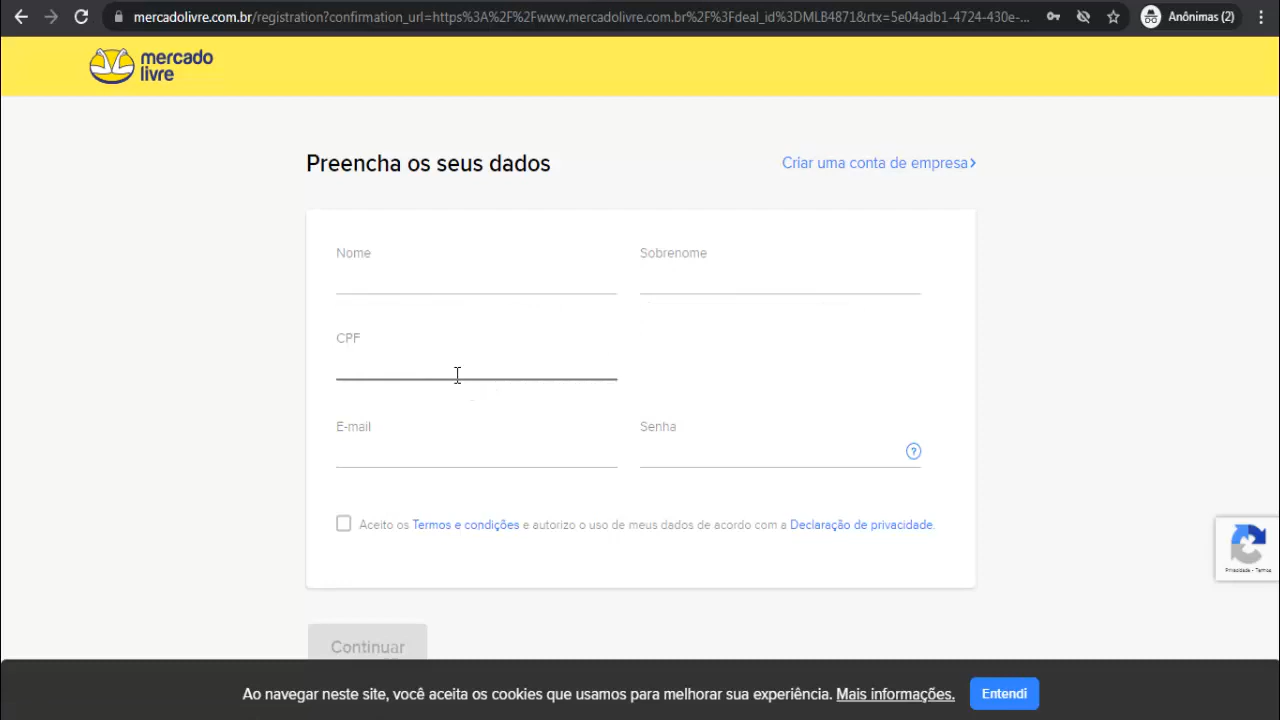 mercadolivre.com.br/registration?confirmation_url=https%3A%2F%2Fwww.mercadolivre.com.br%2F%3Fdeal_id%3DMLB4871&rtx=5e04adb1-4724-430e-...
Anônimas (2)
mercado
livre
Preencha os seus dados
Criar uma conta de empresa
Nome
Sobrenome
CPF
E-mail
Senha
?
Aceito os Termos e condições e autorizo o uso de meus dados de acordo com a Declaração de privacidade.
Privacidade - Termos
Continuar
Ao navegar neste site, você aceita os cookies que usamos para melhorar sua experiência. Mais informações.
Entendi